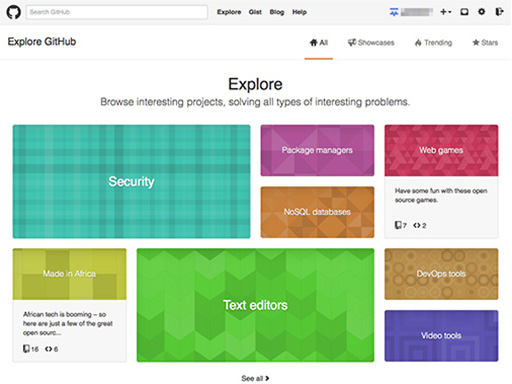 Search GitHub
Explore Gist Blog Help
Explore GitHub
All Showcases Trending Stars
Explore
Browse interesting projects, solving all types of interesting problems.
Security
Package managers
Web games
Have some fun with these open
source games.
7 2
NoSQL databases
Made in Africa
African tech is booming – so
here are just a few of the great
open sourc...
16 6
Text editors
DevOps tools
Video tools
See all